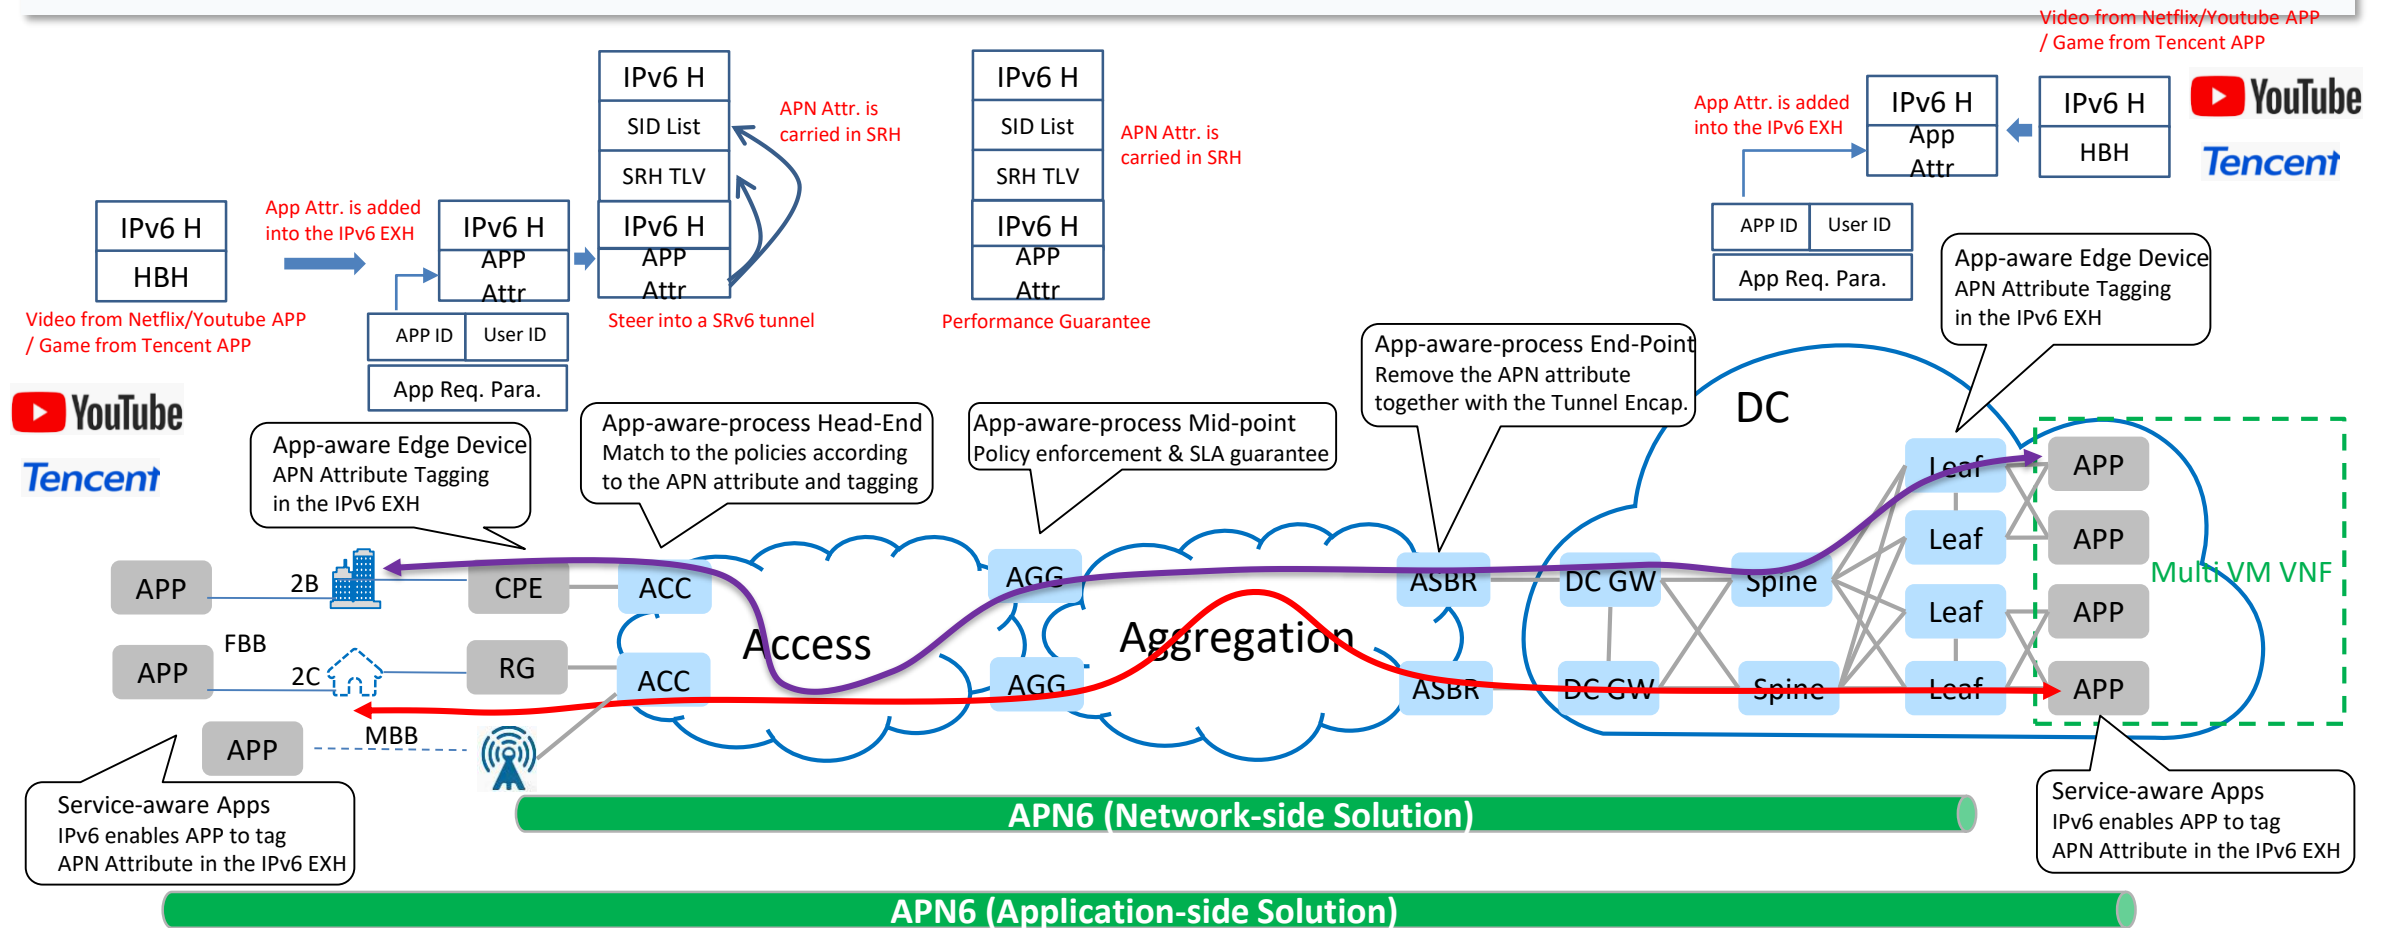 Video from Netflix/Youtube APP
/ Game from Tencent APP
IPv6 H
SID List
SRH TLV
IPv6 H
APP
Attr
APN Attr. is
carried in SRH
IPv6 H
SID List
SRH TLV
IPv6 H
APP
Attr
APN Attr. is
carried in SRH
App Attr. is added
into the IPv6 EXH
IPv6 H
App
Attr
IPv6 H
HBH
YouTube
Tencent
IPv6 H
HBH
App Attr. is added
into the IPv6 EXH
IPv6 H
APP
Attr
APP ID
User ID
App Req. Para.
Video from Netflix/Youtube APP
/ Game from Tencent APP
APP ID
User ID
App Req. Para.
Steer into a SRv6 tunnel
Performance Guarantee
YouTube
Tencent
App-aware Edge Device
APN Attribute Tagging
in the IPv6 EXH
App-aware-process Head-End
Match to the policies according
to the APN attribute and tagging
App-aware-process Mid-point
Policy enforcement & SLA guarantee
App-aware-process End-Point
Remove the APN attribute
together with the Tunnel Encap.
App-aware Edge Device
APN Attribute Tagging
in the IPv6 EXH
DC
APP
2B
CPE
ACC
AGG
ASBR
DC GW
Spine
Leaf
APP
Leaf
APP
Multi VM VNF
Leaf
APP
FBB
Access
Aggregation
APP
2C
RG
ACC
AGG
ASBR
DC GW
Spine
Leaf
APP
APP
MBB
Service-aware Apps
IPv6 enables APP to tag
APN Attribute in the IPv6 EXH
Service-aware Apps
IPv6 enables APP to tag
APN Attribute in the IPv6 EXH
APN6 (Network-side Solution)
APN6 (Application-side Solution)